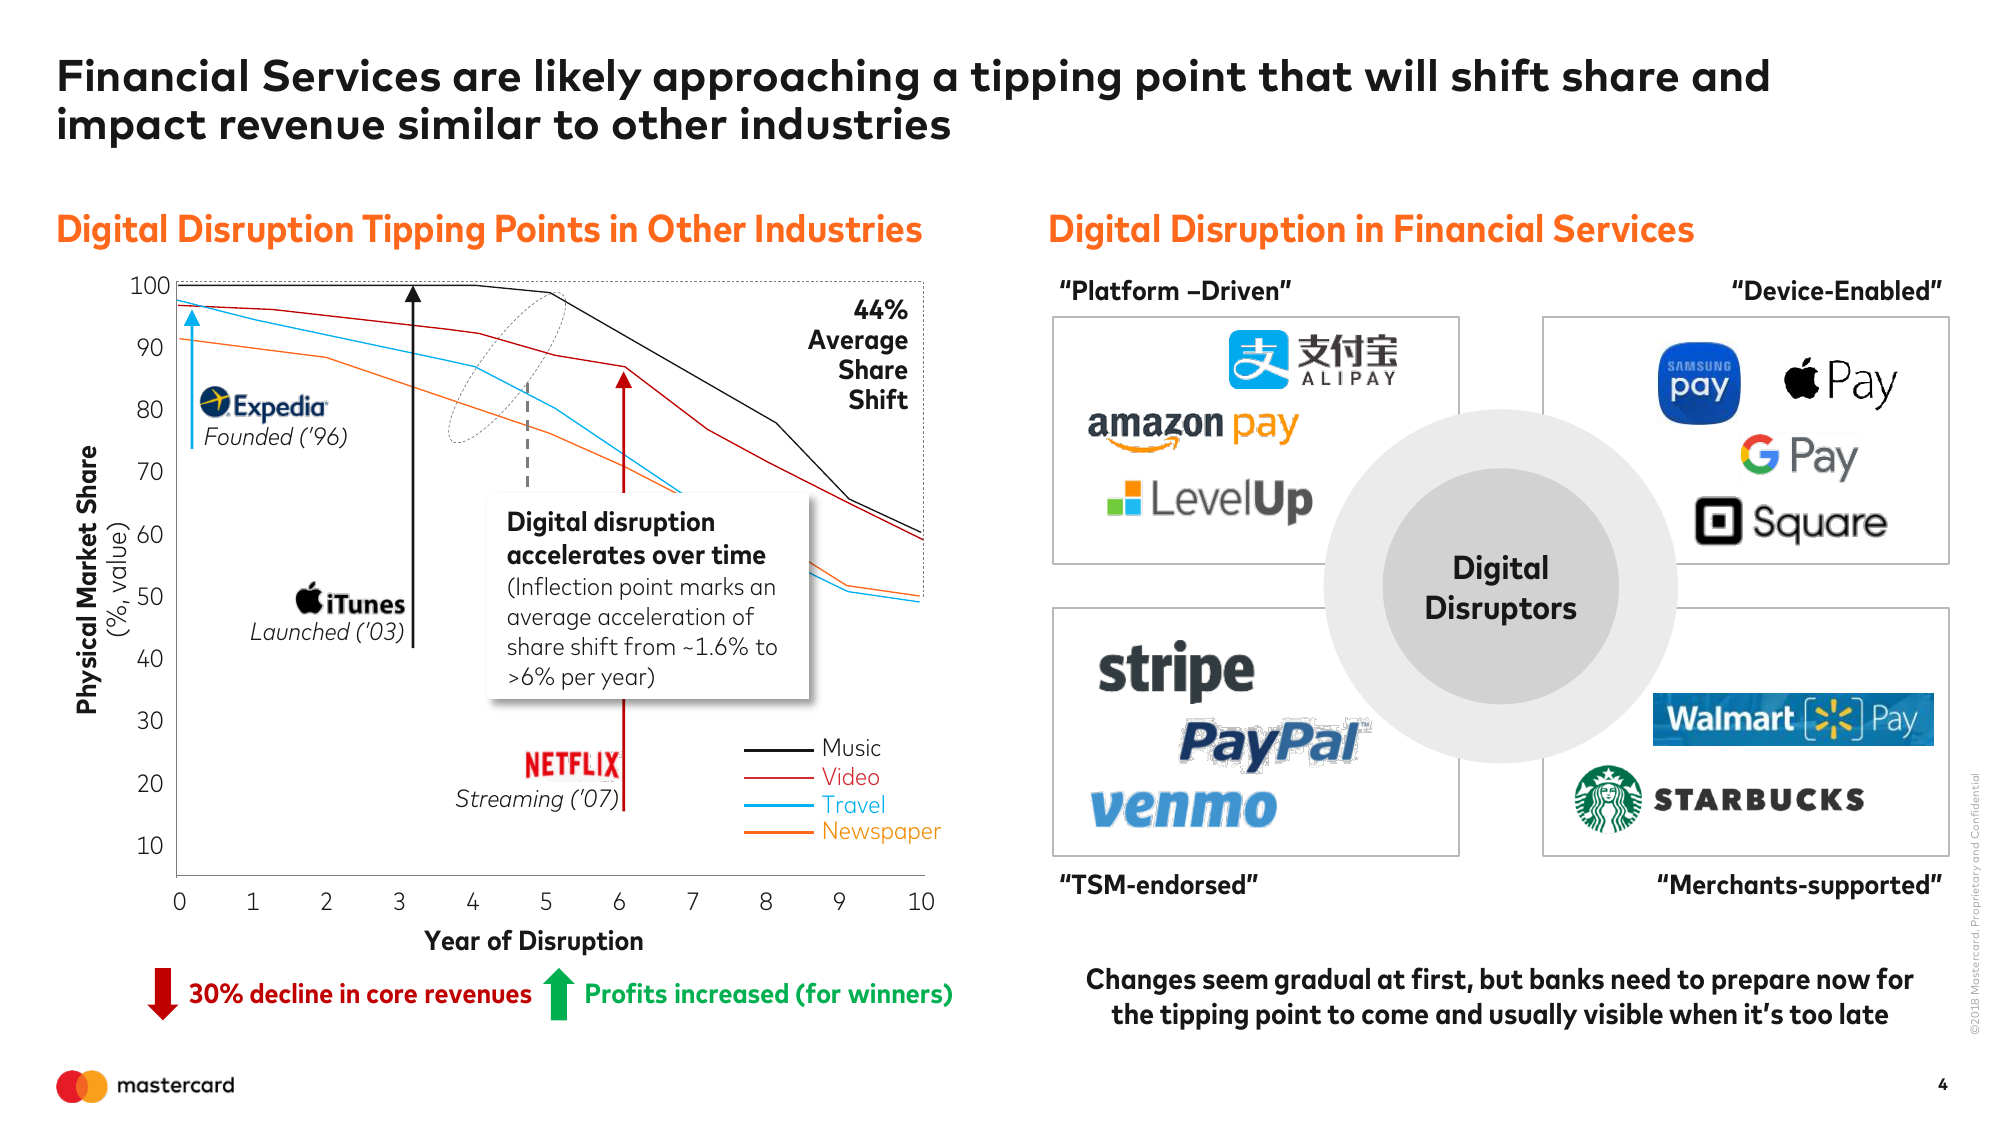 Financial Services are likely approaching a tipping point that will shift share and
impact revenue similar to other industries
Digital Disruption Tipping Points in Other Industries
Physical Market Share
(%, value)
100
90
80
70
60
50
40
30
20
10
0 1 2 3 4 5 6 7 8 9 10
Year of Disruption
44%
Average
Share
Shift
Expedia
Founded ('96)
iTunes
Launched ('03)
Digital disruption
accelerates over time
(Inflection point marks an
average acceleration of
share shift from ~1.6% to
>6% per year)
NETFLIX
Streaming ('07)
Music
Video
Travel
Newspaper
30% decline in core revenues
Profits increased (for winners)
Digital Disruption in Financial Services
“Platform –Driven”
支 支付宝
ALIPAY
amazon pay
LevelUp
“Device-Enabled”
SAMSUNG
pay
Pay
G Pay
Square
Digital
Disruptors
stripe
PayPal™
venmo
“TSM-endorsed”
Walmart Pay
STARBUCKS
“Merchants-supported”
Changes seem gradual at first, but banks need to prepare now for
the tipping point to come and usually visible when it’s too late
©2018 Mastercard. Proprietary and Confidential
mastercard
4